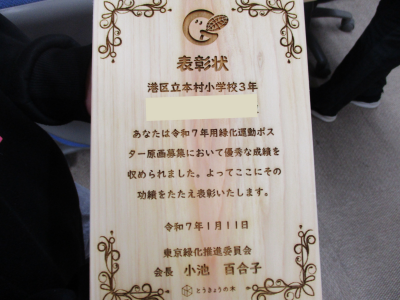 表彰状
港区立本村小学校3年
あなたは令和7年用緑化運動ポス
ター原画募集において優秀な成績を
収められました。よってここにその
功績をたたえ表彰いたします。
令和7年1月11日
東京緑化推進委員会
会長 小池 百合子
とうきょうの木